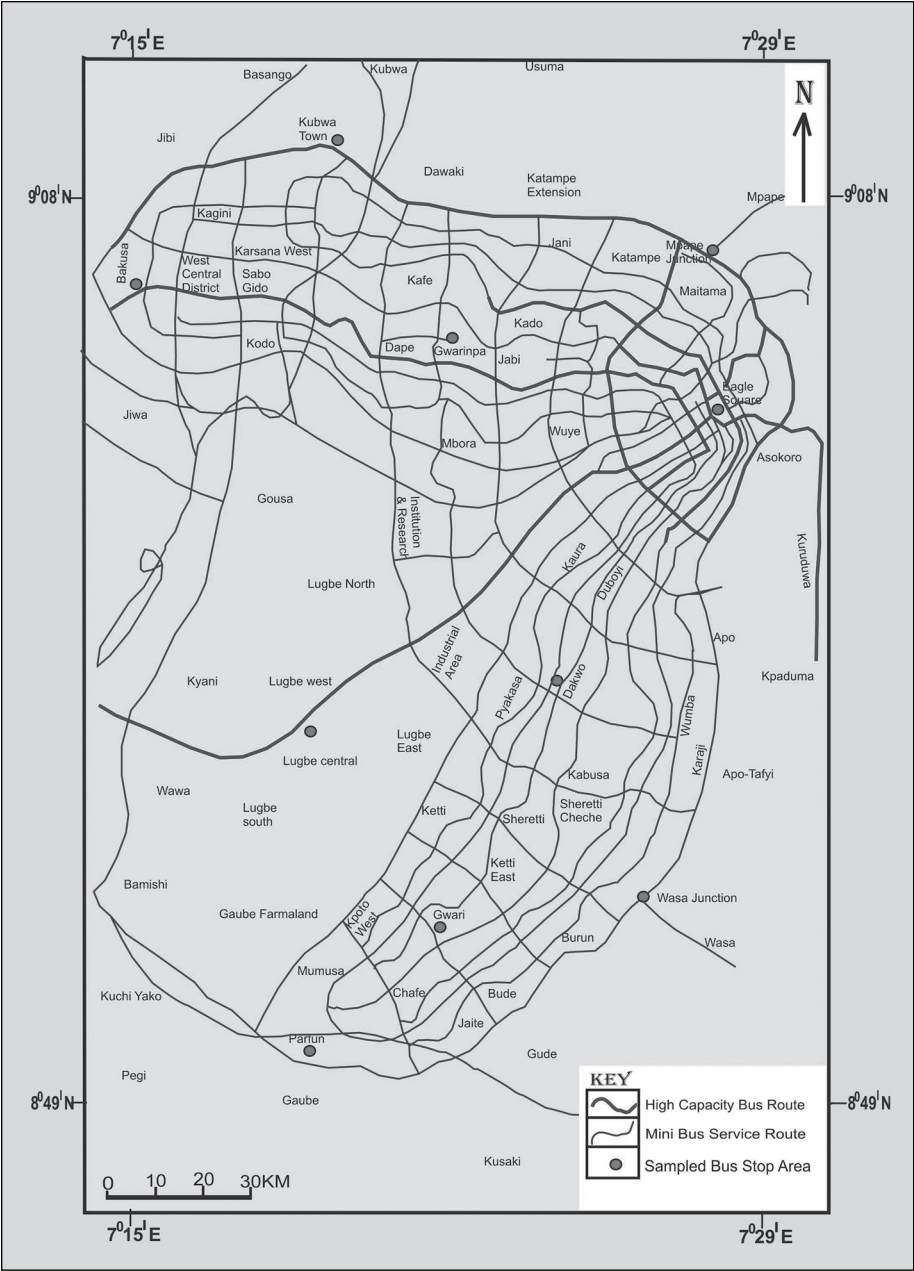 7⁰15ᴵE
7⁰29ᴵE
Basango
Kubwa
Usuma
N
Kubwa
Town
Jibi
Dawaki
Katampe
Extension
9⁰08ᴵN
9⁰08ᴵN
Mpape
Kagini
Bakusa
Karsana West
Jani
Mpape
Junction
Katampe
West
Central
District
Sabo
Gido
Kafe
Maitama
Kado
Kodo
Dape
Gwarinpa
Jabi
Eagle
Square
Jiwa
Mbora
Wuye
Asokoro
Gousa
Institution
& Research
Kaura
Duboyi
Kuruduwa
Lugbe North
Industrial
Area
Apo
Kyani
Lugbe west
Pyakasa
Dakwo
Kpaduma
Wumba
Karaji
Lugbe
East
Lugbe central
Kabusa
Apo-Tafyi
Wawa
Lugbe
south
Ketti
Sheretti
Sheretti
Cheche
Ketti
East
Bamishi
Gaube Farmaland
Kpoto
West
Gwari
Wasa Junction
Burun
Wasa
Mumusa
Kuchi Yako
Chafe
Bude
Jaite
Parfun
Gude
Pegi
Gaube
8⁰49ᴵN
8⁰49ᴵN
KEY
High Capacity Bus Route
Mini Bus Service Route
Sampled Bus Stop Area
Kusaki
0 10 20 30KM
7⁰15ᴵE
7⁰29ᴵE